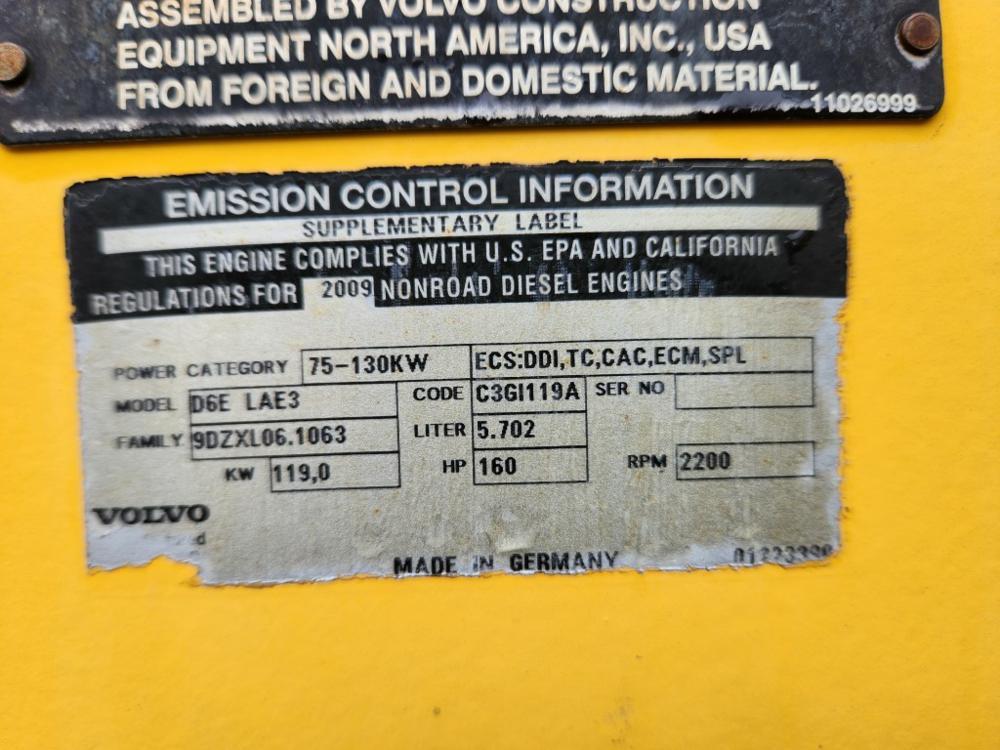 ASSEMBLED BY VOLVO CONSTRUCTION
EQUIPMENT NORTH AMERICA, INC., USA
FROM FOREIGN AND DOMESTIC MATERIAL.
11026999
EMISSION CONTROL INFORMATION
SUPPLEMENTARY LABEL
THIS ENGINE COMPLIES WITH U.S. EPA AND CALIFORNIA
REGULATIONS FOR 2009 NONROAD DIESEL ENGINES
POWER CATEGORY 75-130KW ECS:DDI,TC,CAC,ECM,SPL
MODEL D6E LAE3 CODE C3GI119A SER NO
FAMILY 9DZXL06.1063 LITER 5.702
KW 119,0 HP 160 RPM 2200
VOLVO
MADE IN GERMANY